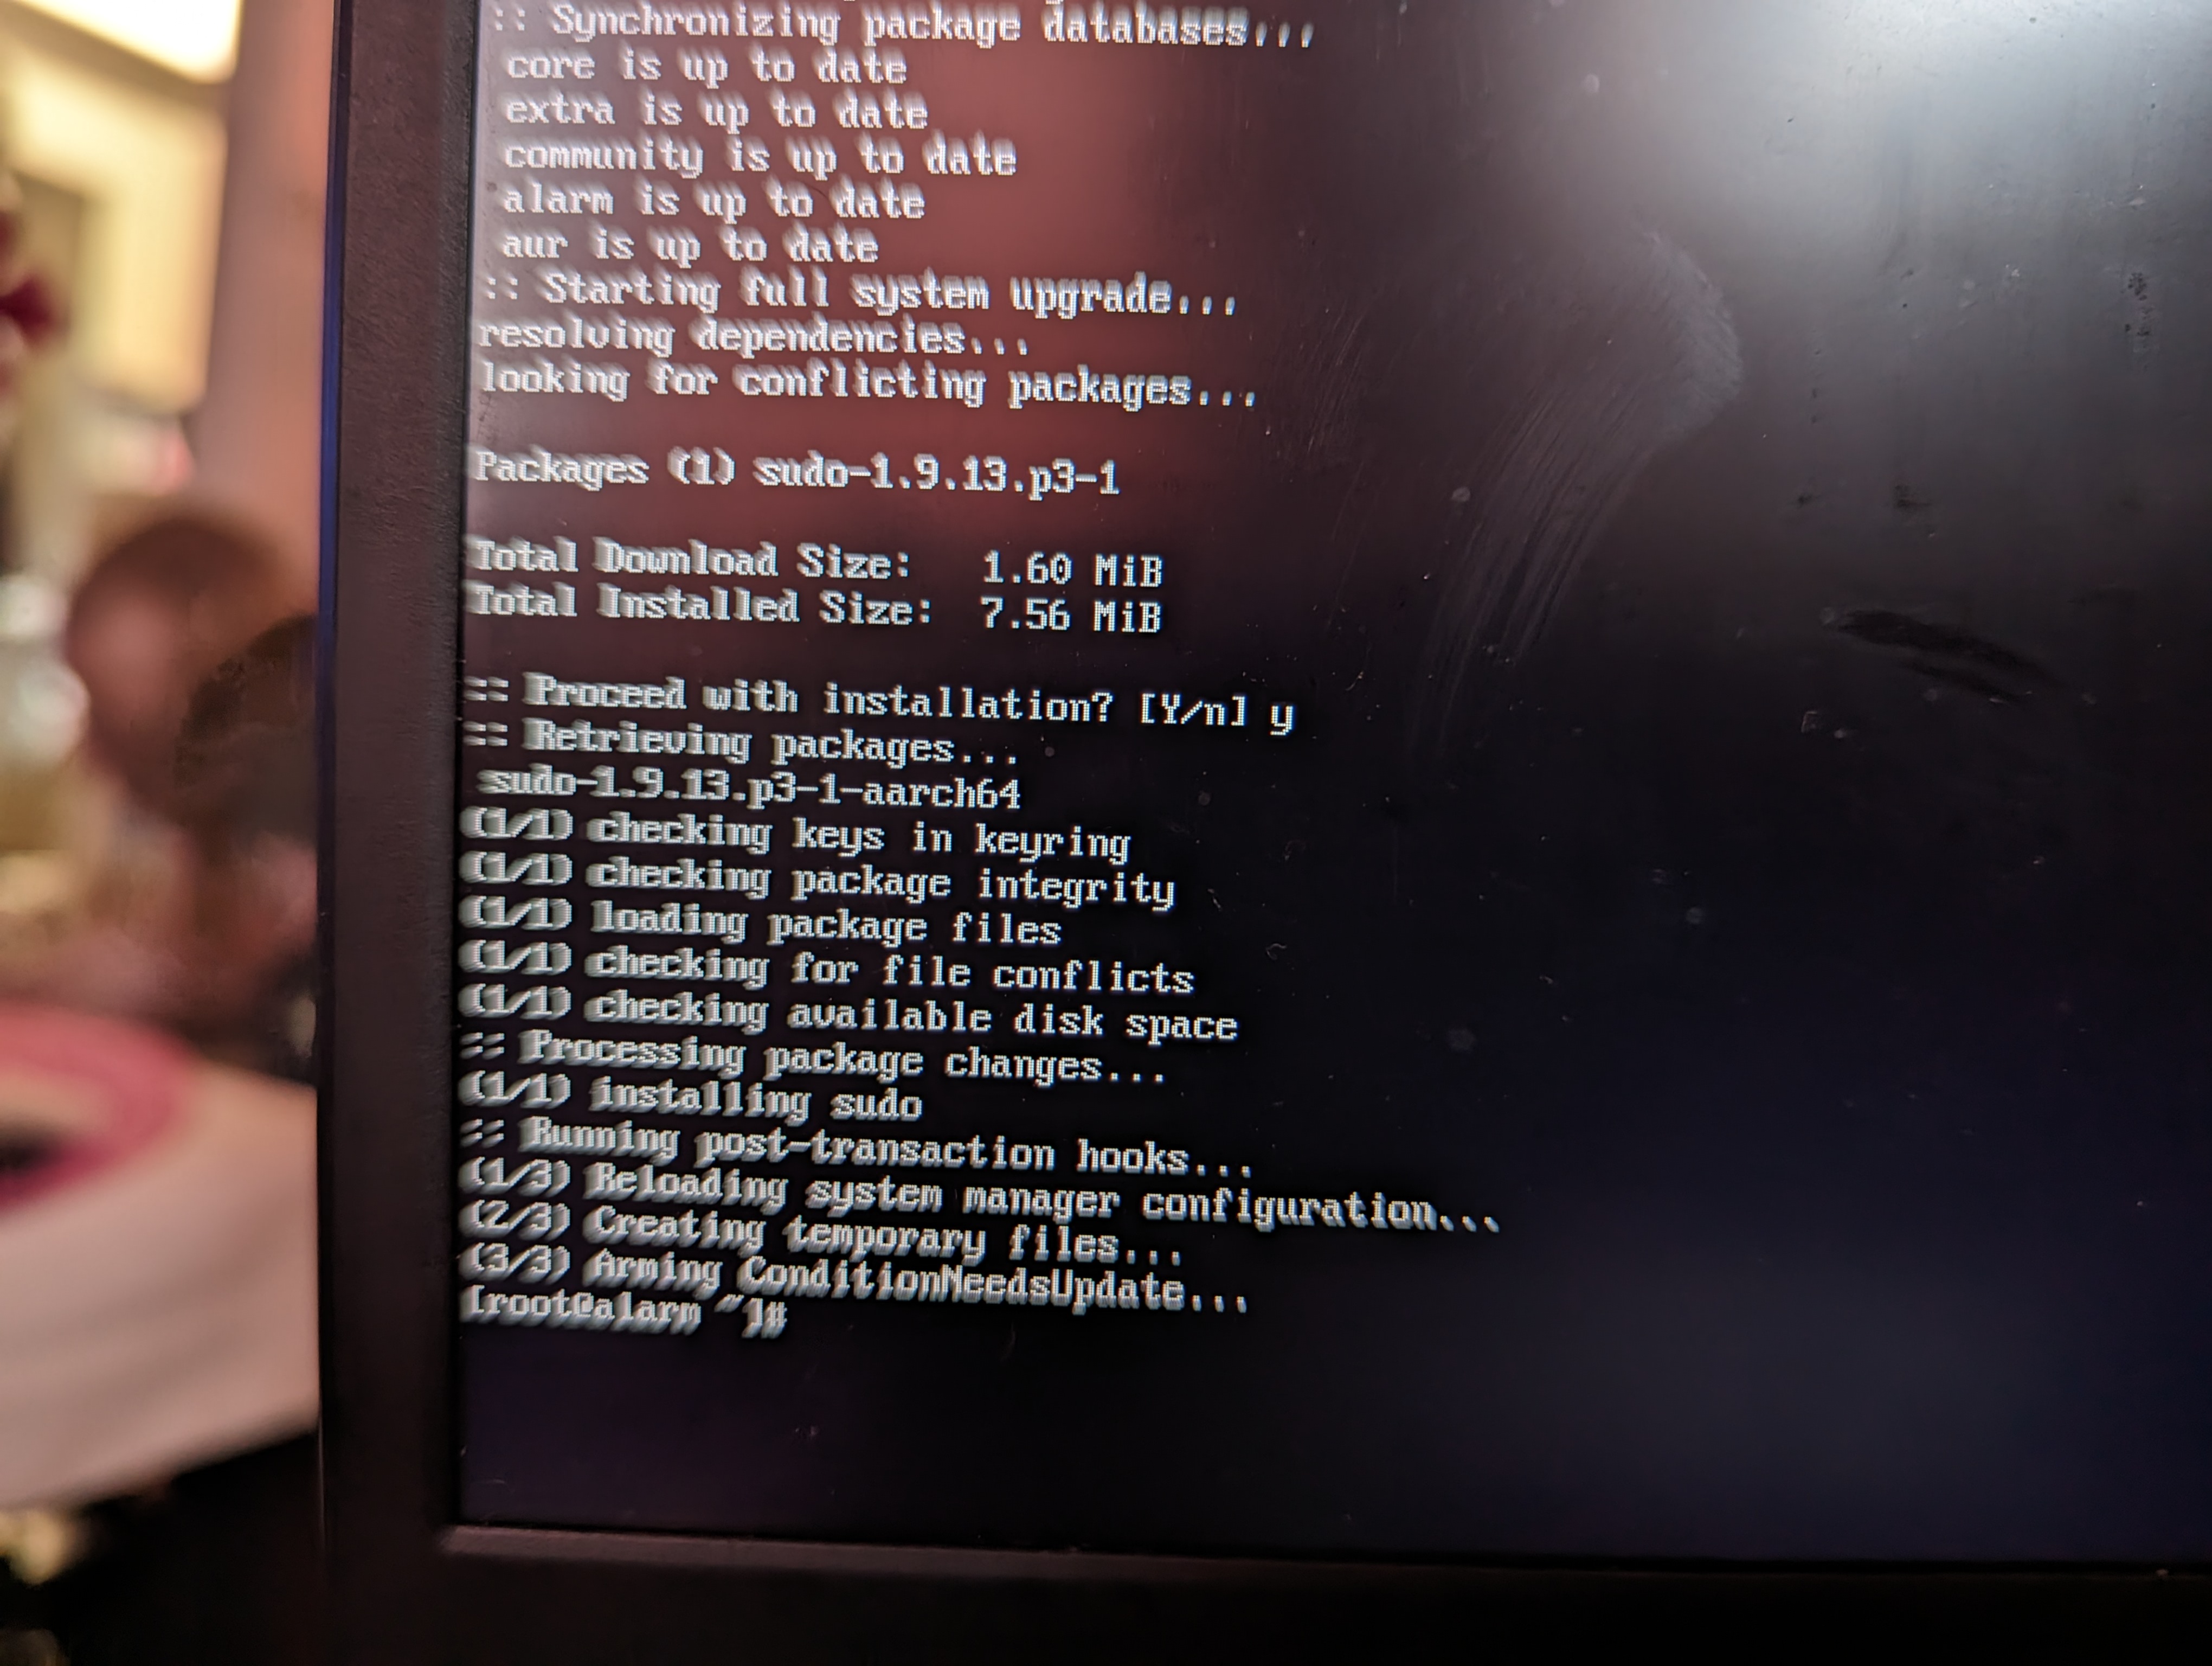 :: Synchronizing package databases...
core is up to date
extra is up to date
community is up to date
alarm is up to date
aur is up to date
:: Starting full system upgrade...
resolving dependencies...
looking for conflicting packages...
Packages (1) sudo-1.9.13.p3-1
Total Download Size: 1.60 MiB
Total Installed Size: 7.56 MiB
:: Proceed with installation? [Y/n] y
:: Retrieving packages...
sudo-1.9.13.p3-1-aarch64
(1/1) checking keys in keyring
(1/1) checking package integrity
(1/1) loading package files
(1/1) checking for file conflicts
(1/1) checking available disk space
:: Processing package changes...
(1/1) installing sudo
:: Running post-transaction hooks...
(1/3) Reloading system manager configuration...
(2/3) Creating temporary files...
(3/3) Arming ConditionNeedsUpdate...
[root@alarm ~]#